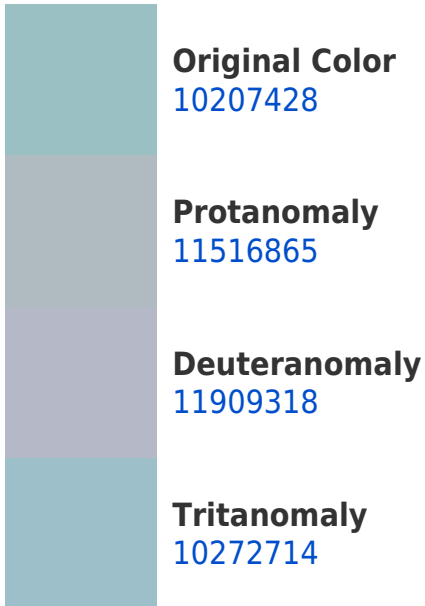 Original Color
10207428
Protanomaly
11516865
Deuteranomaly
11909318
Tritanomaly
10272714